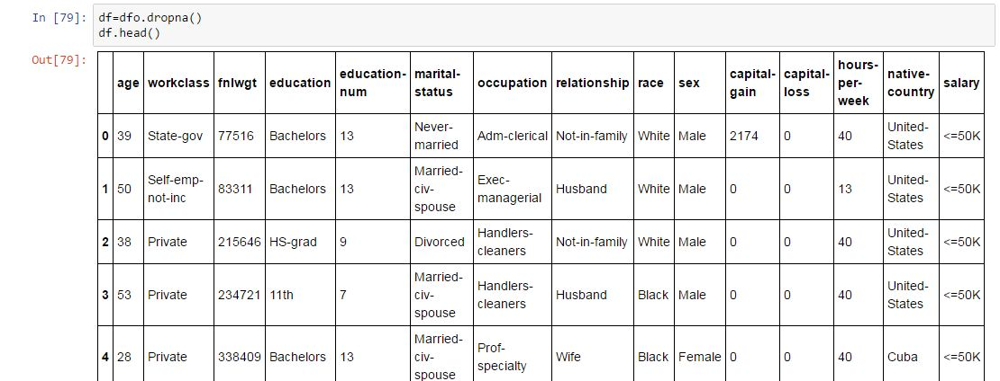 In [79]: df=dfo.dropna()
df.head()
Out[79]:
age workclass fnlwgt education education-num marital-status occupation relationship race sex capital-gain capital-loss hours-per-week native-country salary
0 39 State-gov 77516 Bachelors 13 Never-married Adm-clerical Not-in-family White Male 2174 0 40 United-States <=50K
1 50 Self-emp-not-inc 83311 Bachelors 13 Married-civ-spouse Exec-managerial Husband White Male 0 0 13 United-States <=50K
2 38 Private 215646 HS-grad 9 Divorced Handlers-cleaners Not-in-family White Male 0 0 40 United-States <=50K
3 53 Private 234721 11th 7 Married-civ-spouse Handlers-cleaners Husband Black Male 0 0 40 United-States <=50K
4 28 Private 338409 Bachelors 13 Married-civ-spouse Prof-specialty Wife Black Female 0 0 40 Cuba <=50K